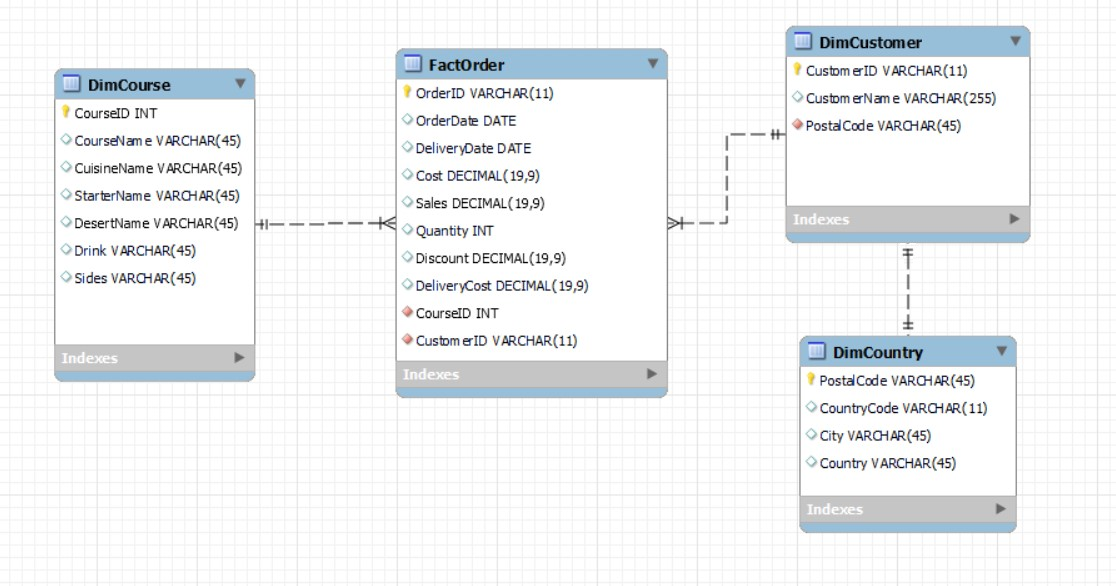 DimCourse
CourseID INT
CourseName VARCHAR(45)
CuisineName VARCHAR(45)
StarterName VARCHAR(45)
DesertName VARCHAR(45)
Drink VARCHAR(45)
Sides VARCHAR(45)
Indexes
FactOrder
OrderID VARCHAR(11)
OrderDate DATE
DeliveryDate DATE
Cost DECIMAL(19,9)
Sales DECIMAL(19,9)
Quantity INT
Discount DECIMAL(19,9)
DeliveryCost DECIMAL(19,9)
CourseID INT
CustomerID VARCHAR(11)
Indexes
DimCustomer
CustomerID VARCHAR(11)
CustomerName VARCHAR(255)
PostalCode VARCHAR(45)
Indexes
DimCountry
PostalCode VARCHAR(45)
CountryCode VARCHAR(11)
City VARCHAR(45)
Country VARCHAR(45)
Indexes